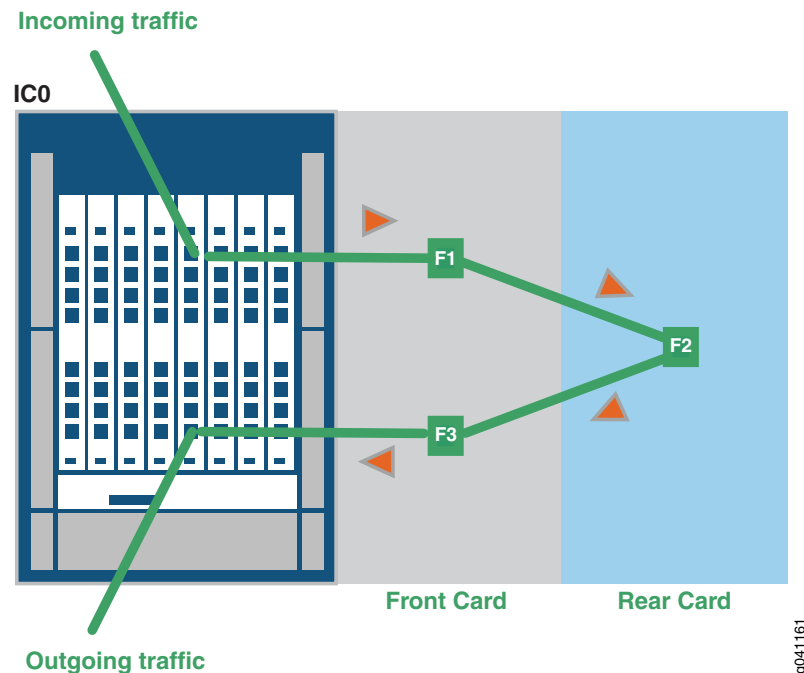 Incoming traffic
IC0
F1
F2
F3
Front Card
Rear Card
Outgoing traffic
g041161